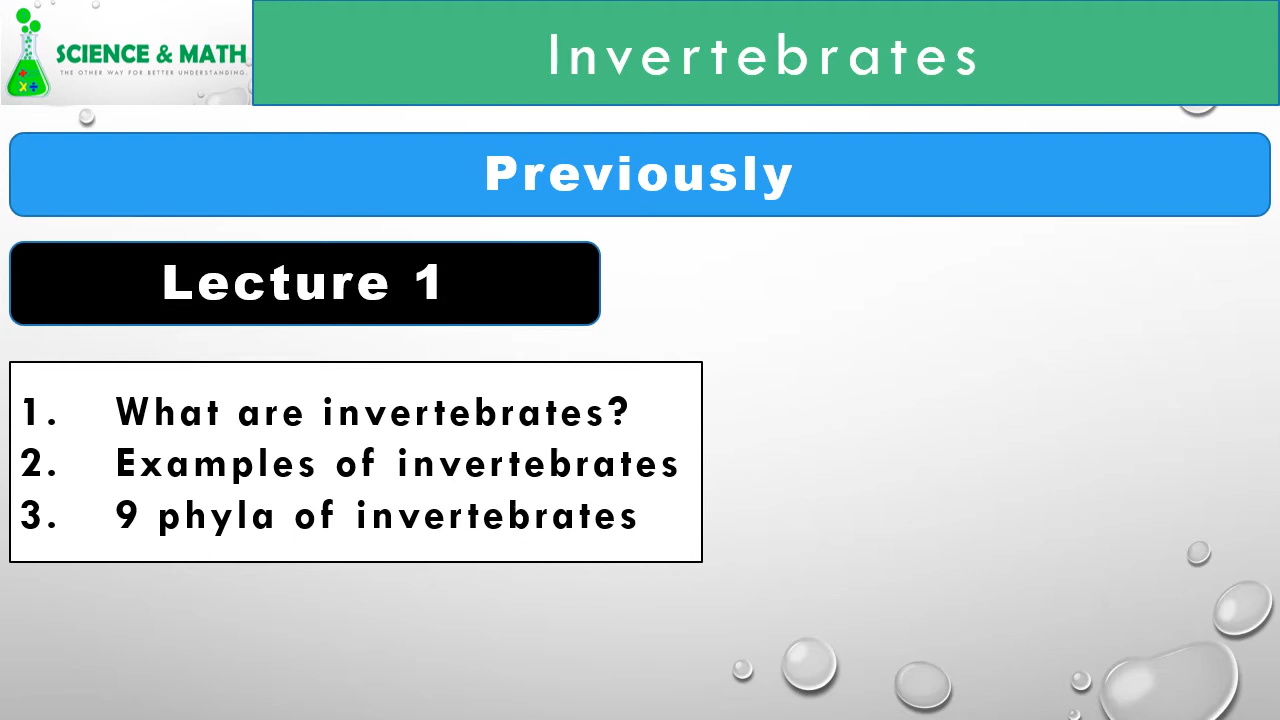 SCIENCE & MATH
THE OTHER WAY FOR BETTER UNDERSTANDING.
Invertebrates
Previously
Lecture 1
1. What are invertebrates?
2. Examples of invertebrates
3. 9 phyla of invertebrates